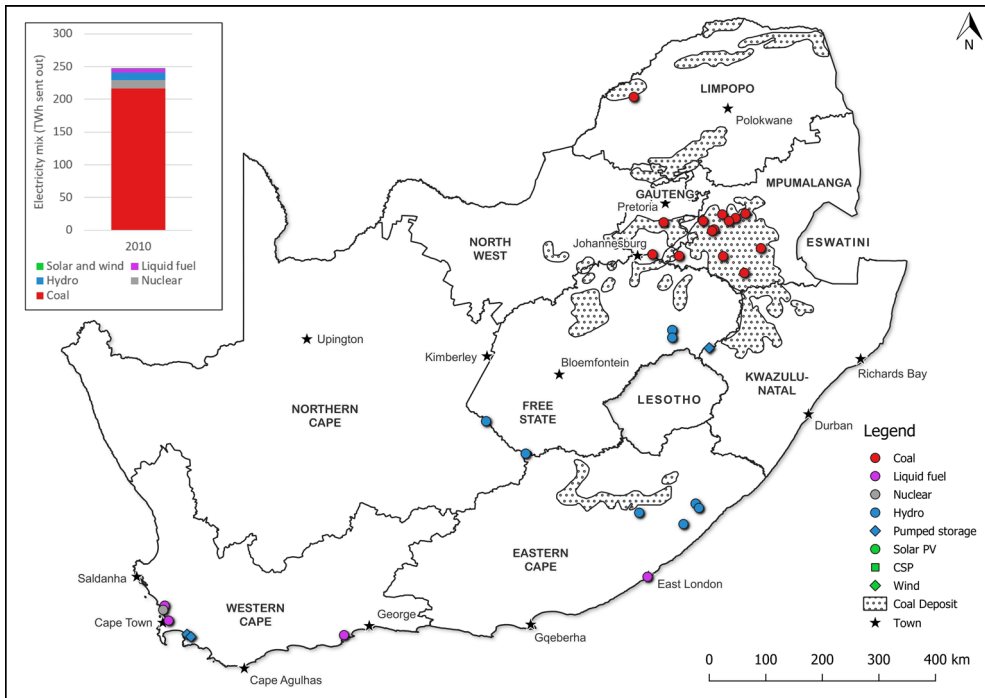 300
250
200
150
100
50
0
Electricity mix (TWh sent out)
2010
Solar and wind
Liquid fuel
Hydro
Nuclear
Coal
N
LIMPOPO
Polokwane
MPUMALANGA
GAUTENG
Pretoria
Johannesburg
NORTH
WEST
ESWATINI
Upington
Kimberley
Bloemfontein
Richards Bay
KWAZULU-
NATAL
LESOTHO
FREE
STATE
NORTHERN
CAPE
Durban
EASTERN
CAPE
East London
Saldanha
WESTERN
CAPE
George
Cape Town
Gqeberha
Cape Agulhas
Legend
Coal
Liquid fuel
Nuclear
Hydro
Pumped storage
Solar PV
CSP
Wind
Coal Deposit
Town
0 100 200 300 400 km